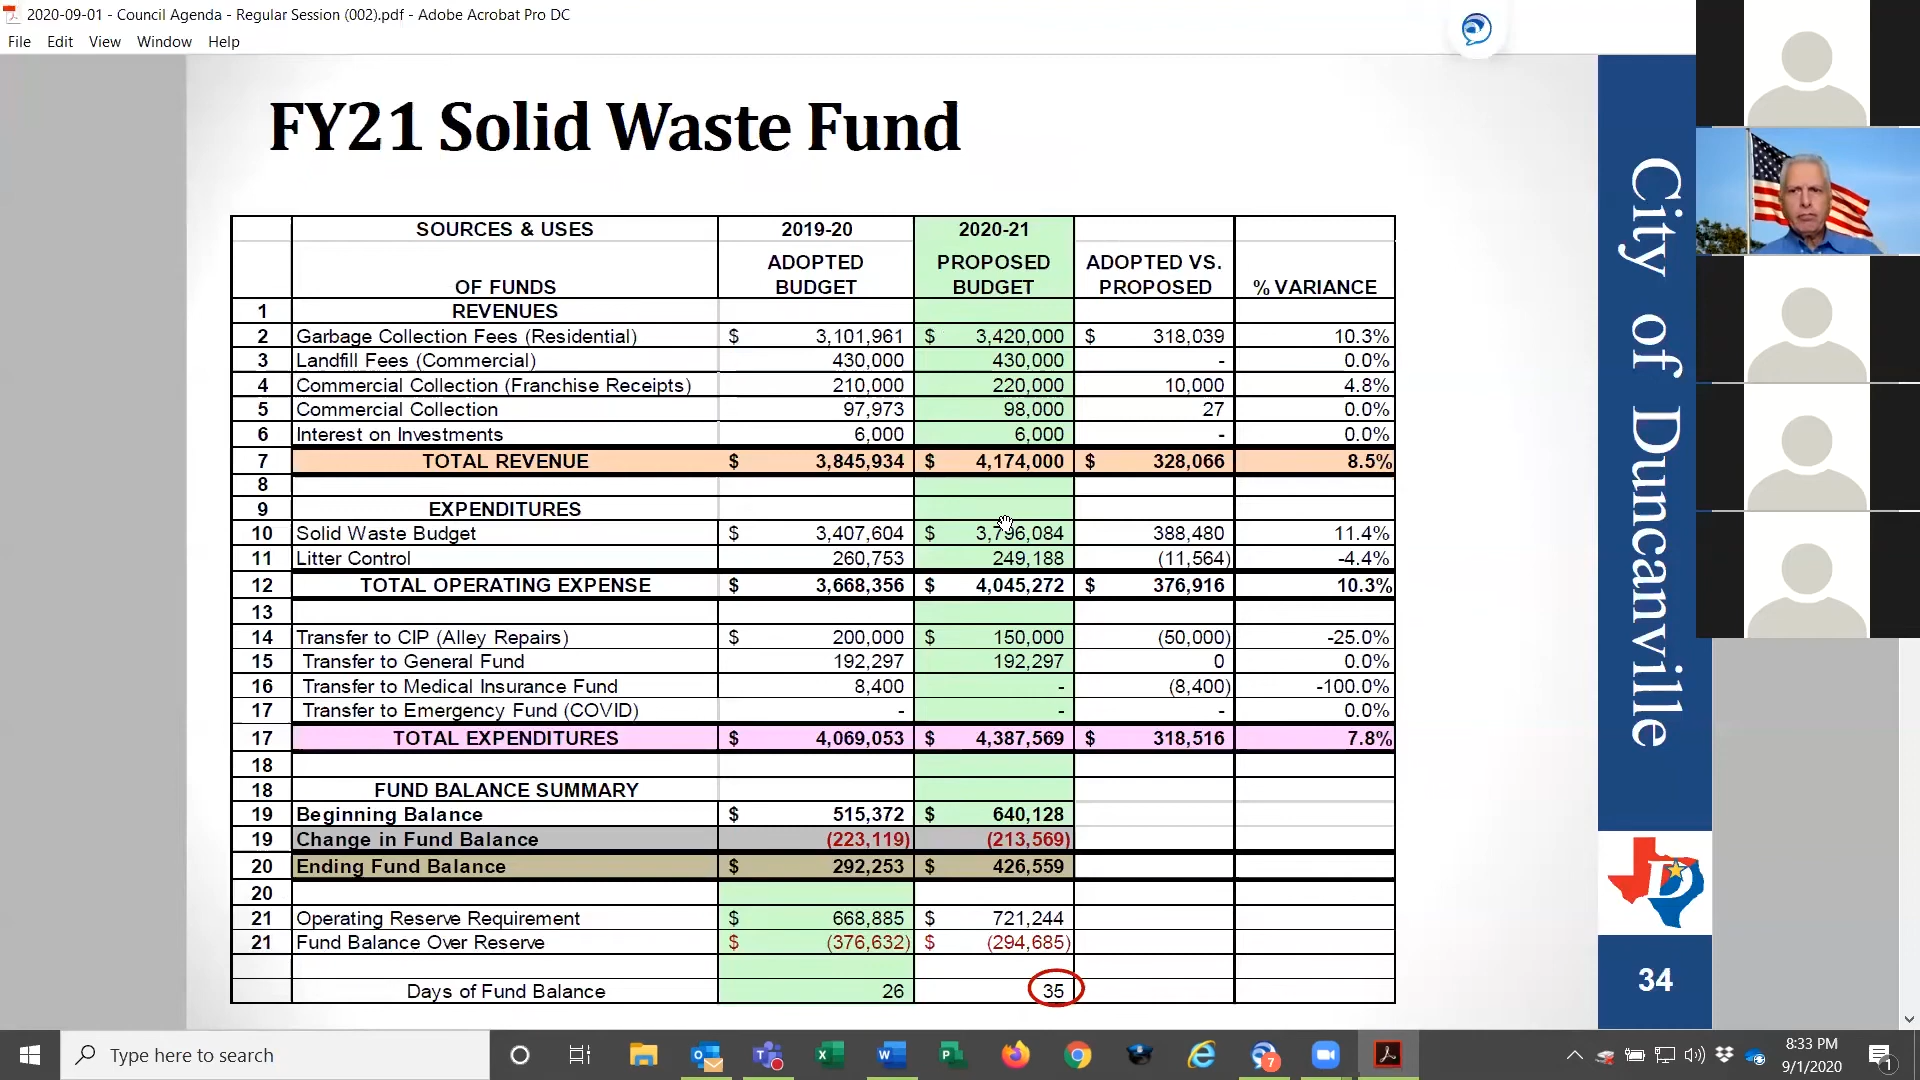 2020-09-01 - Council Agenda - Regular Session (002).pdf - Adobe Acrobat Pro DC
File Edit View Window Help
FY21 Solid Waste Fund
SOURCES & USES 2019-20 2020-21
OF FUNDS ADOPTED BUDGET PROPOSED BUDGET ADOPTED VS. PROPOSED % VARIANCE
1 REVENUES
2 Garbage Collection Fees (Residential) $ 3,101,961 $ 3,420,000 $ 318,039 10.3%
3 Landfill Fees (Commercial) 430,000 430,000 - 0.0%
4 Commercial Collection (Franchise Receipts) 210,000 220,000 10,000 4.8%
5 Commercial Collection 97,973 98,000 27 0.0%
6 Interest on Investments 6,000 6,000 - 0.0%
7 TOTAL REVENUE $ 3,845,934 $ 4,174,000 $ 328,066 8.5%
8
9 EXPENDITURES
10 Solid Waste Budget $ 3,407,604 $ 3,796,084 388,480 11.4%
11 Litter Control 260,753 249,188 (11,564) -4.4%
12 TOTAL OPERATING EXPENSE $ 3,668,356 $ 4,045,272 $ 376,916 10.3%
13
14 Transfer to CIP (Alley Repairs) $ 200,000 $ 150,000 (50,000) -25.0%
15 Transfer to General Fund 192,297 192,297 0 0.0%
16 Transfer to Medical Insurance Fund 8,400 - (8,400) -100.0%
17 Transfer to Emergency Fund (COVID) - - - 0.0%
17 TOTAL EXPENDITURES $ 4,069,053 $ 4,387,569 $ 318,516 7.8%
18
18 FUND BALANCE SUMMARY
19 Beginning Balance $ 515,372 $ 640,128
19 Change in Fund Balance (223,119) (213,569)
20 Ending Fund Balance $ 292,253 $ 426,559
20
21 Operating Reserve Requirement $ 668,885 $ 721,244
21 Fund Balance Over Reserve $ (376,632) $ (294,685)
Days of Fund Balance 26 35
City of Duncanville
D
34
Type here to search
7
8:33 PM
9/1/2020
1